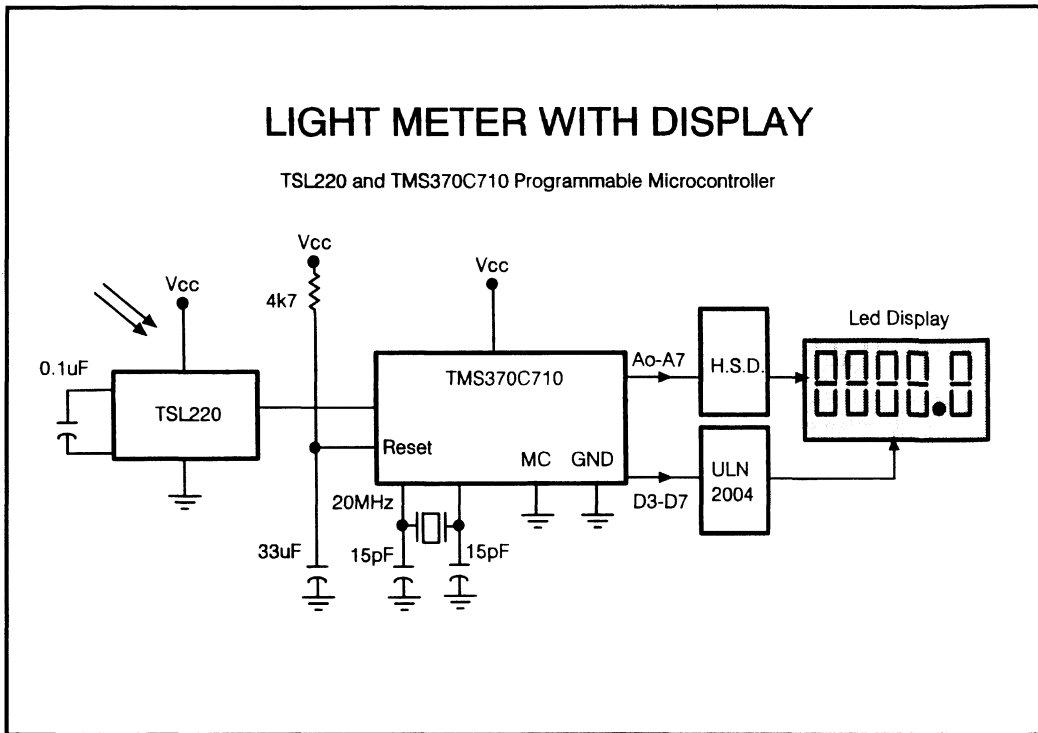 LIGHT METER WITH DISPLAY
TSL220 and TMS370C710 Programmable Microcontroller
Vcc
Vcc
Vcc
4k7
Led Display
0.1uF
TSL220
TMS370C710
Ao-A7
H.S.D.
Reset
MC GND
ULN
2004
D3-D7
20MHz
33uF
15pF
15pF